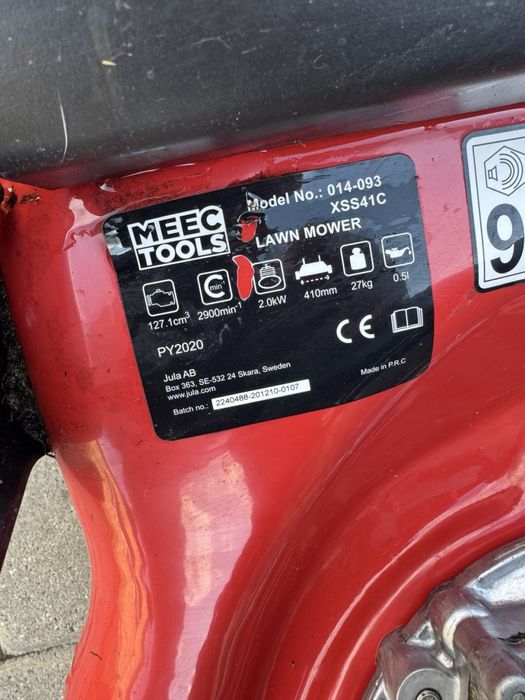 MEEC
TOOLS
Model No.: 014-093
XSS41C
LAWN MOWER
min
127.1cm³
2900min⁻¹
2.0kW
410mm
27kg
0.5l
PY2020
Jula AB
Box 363, SE-532 24 Skara, Sweden
www.jula.com
Batch no.: 2240488-201210-0107
CE
Made in P.R.C
9